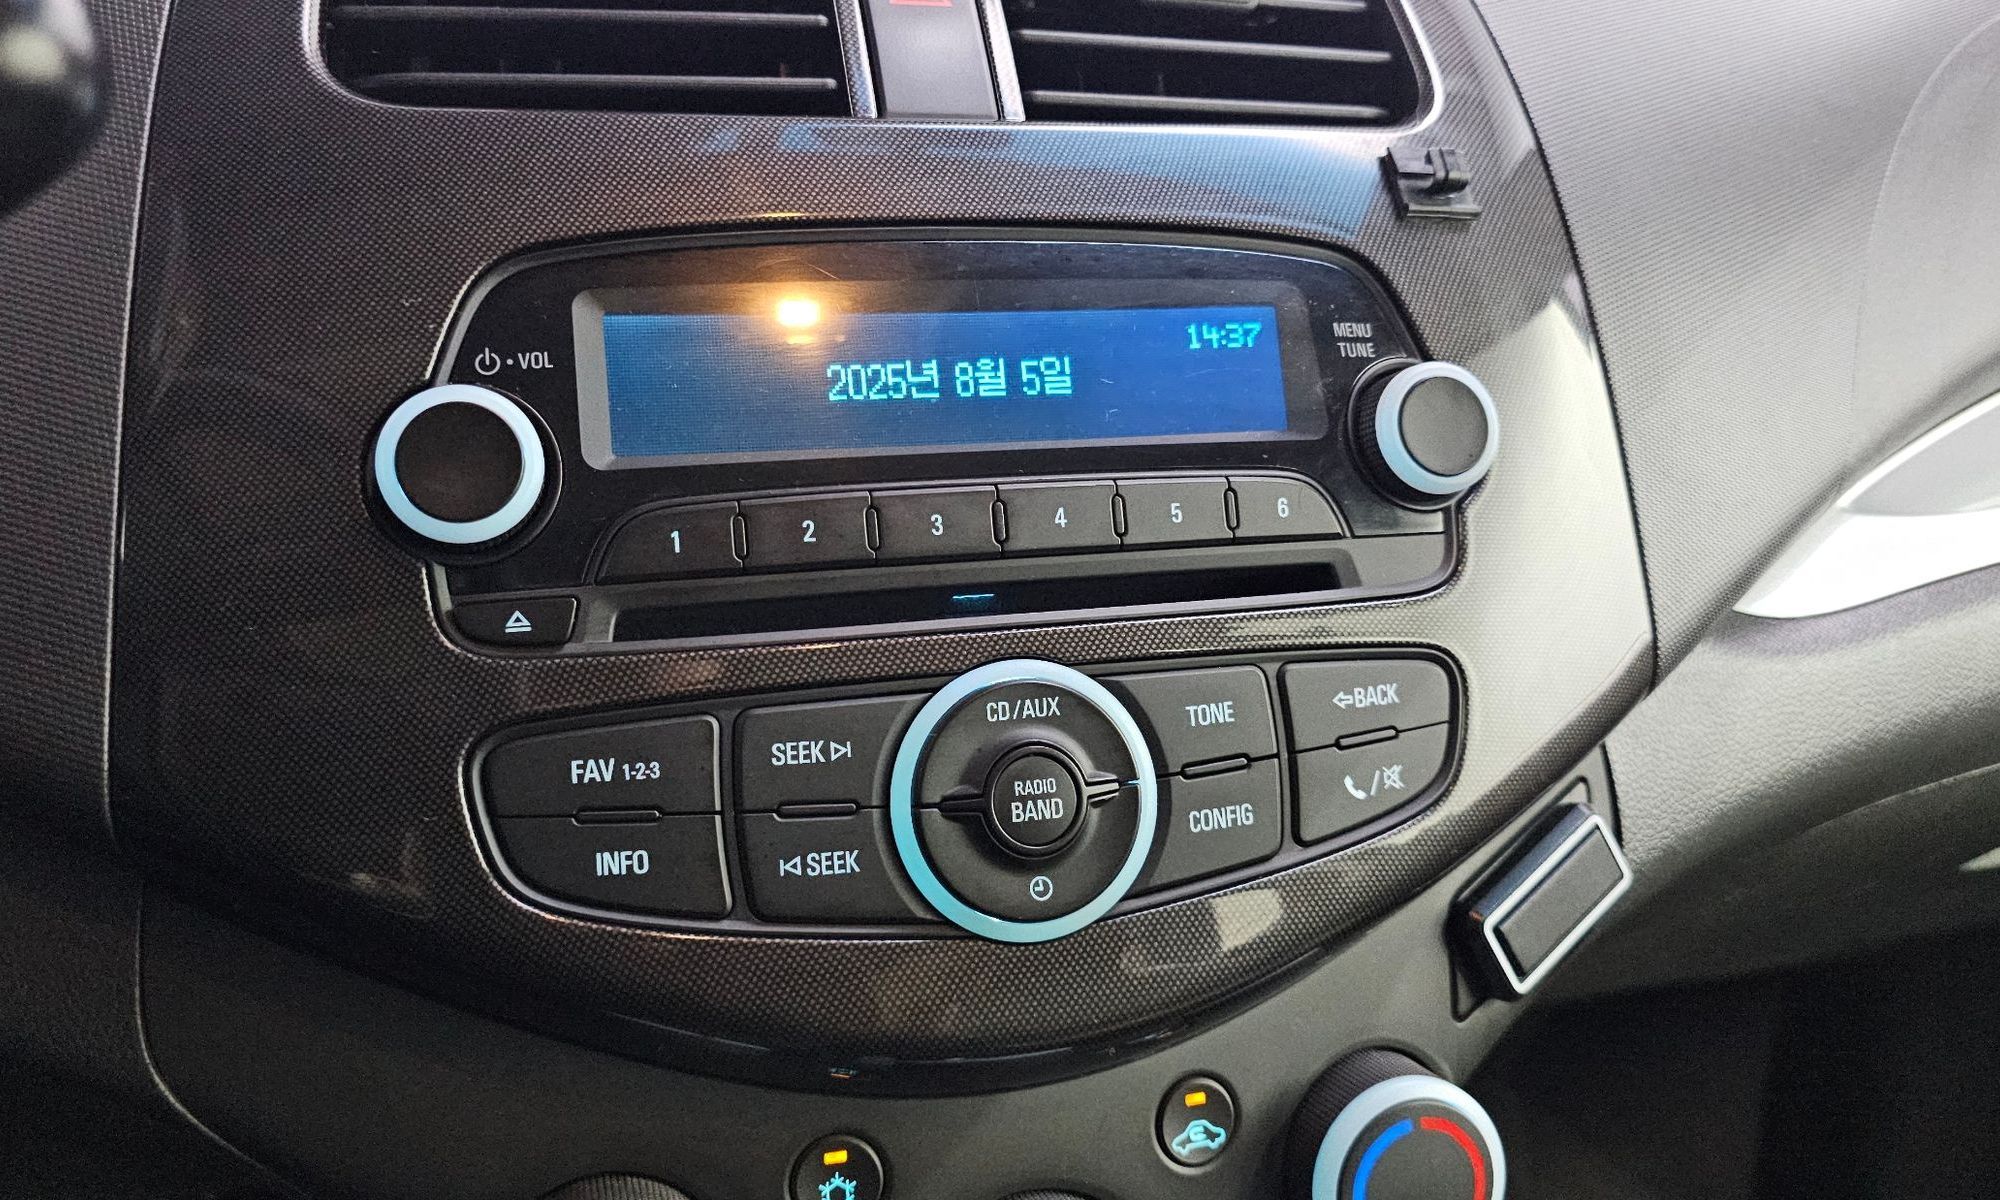 14:37
MENU
TUNE
VOL
2025년 8월 5일
1 2 3 4 5 6
CD/AUX
TONE
BACK
SEEK
FAV 1-2-3
RADIO
BAND
CONFIG
INFO
SEEK